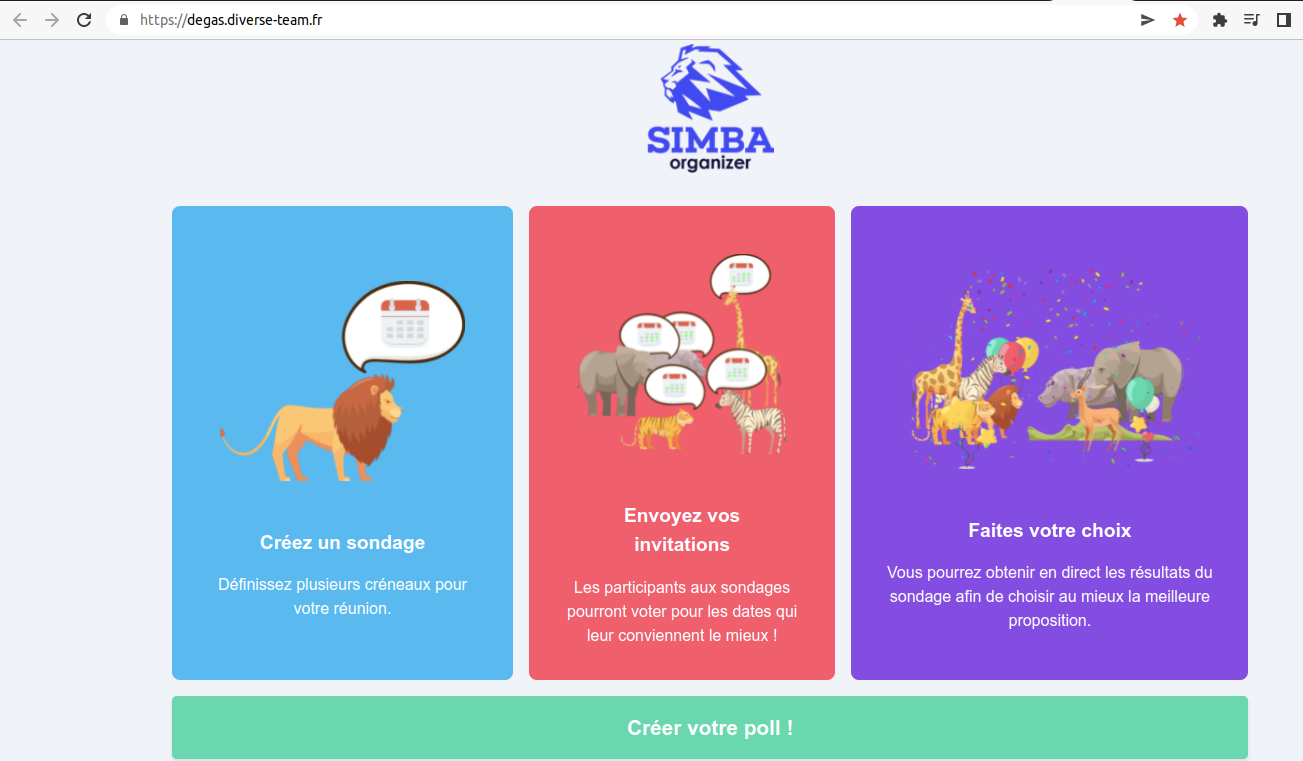 https://degas.diverse-team.fr
SIMBA
organizer
Créez un sondage
Définissez plusieurs créneaux pour
votre réunion.
Envoyez vos
invitations
Les participants aux sondages
pourront voter pour les dates qui
leur conviennent le mieux !
Faites votre choix
Vous pourrez obtenir en direct les résultats du
sondage afin de choisir au mieux la meilleure
proposition.
Créer votre poll !